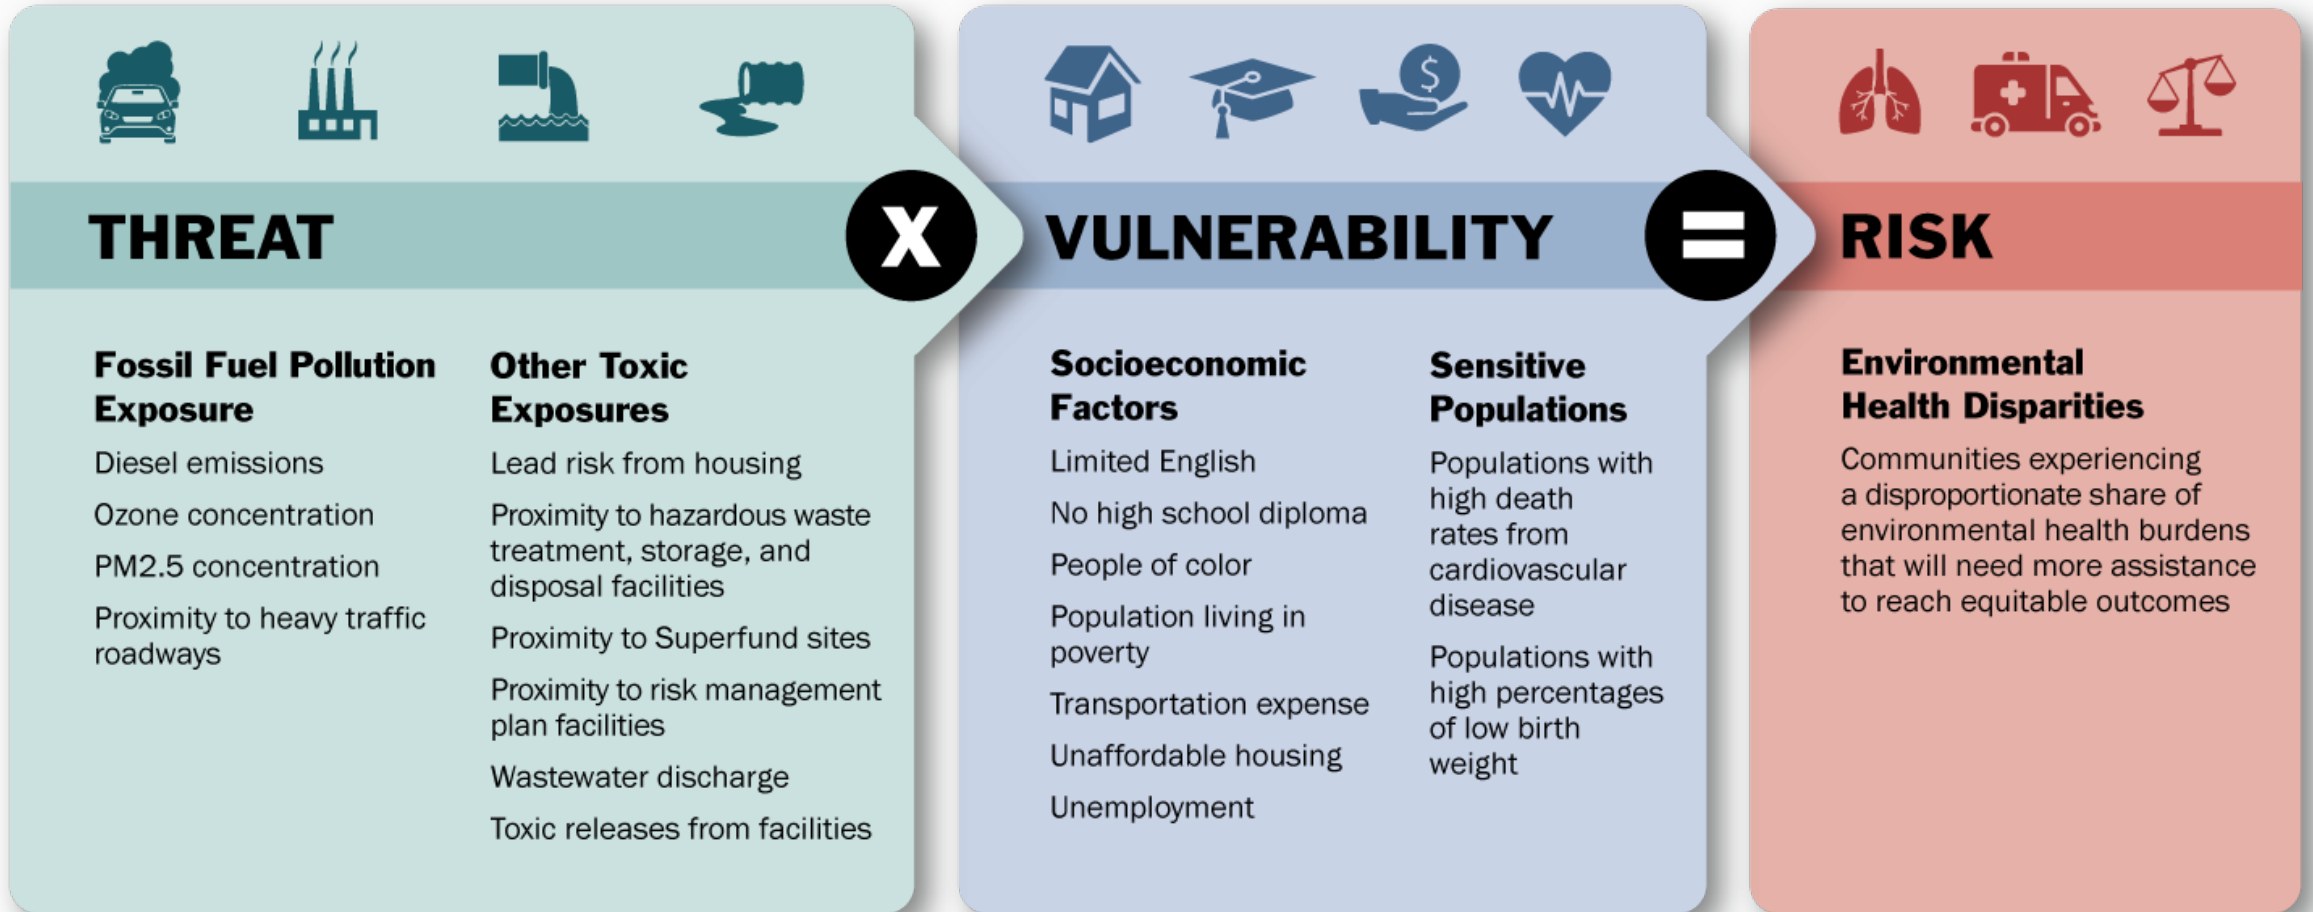 THREAT
X
VULNERABILITY
=
RISK
Fossil Fuel Pollution
Exposure
Diesel emissions
Ozone concentration
PM2.5 concentration
Proximity to heavy traffic
roadways
Other Toxic
Exposures
Lead risk from housing
Proximity to hazardous waste
treatment, storage, and
disposal facilities
Proximity to Superfund sites
Proximity to risk management
plan facilities
Wastewater discharge
Toxic releases from facilities
$
Socioeconomic
Factors
Limited English
No high school diploma
People of color
Population living in
poverty
Transportation expense
Unaffordable housing
Unemployment
Sensitive
Populations
Populations with
high death
rates from
cardiovascular
disease
Populations with
high percentages
of low birth
weight
Environmental
Health Disparities
Communities experiencing
a disproportionate share of
environmental health burdens
that will need more assistance
to reach equitable outcomes